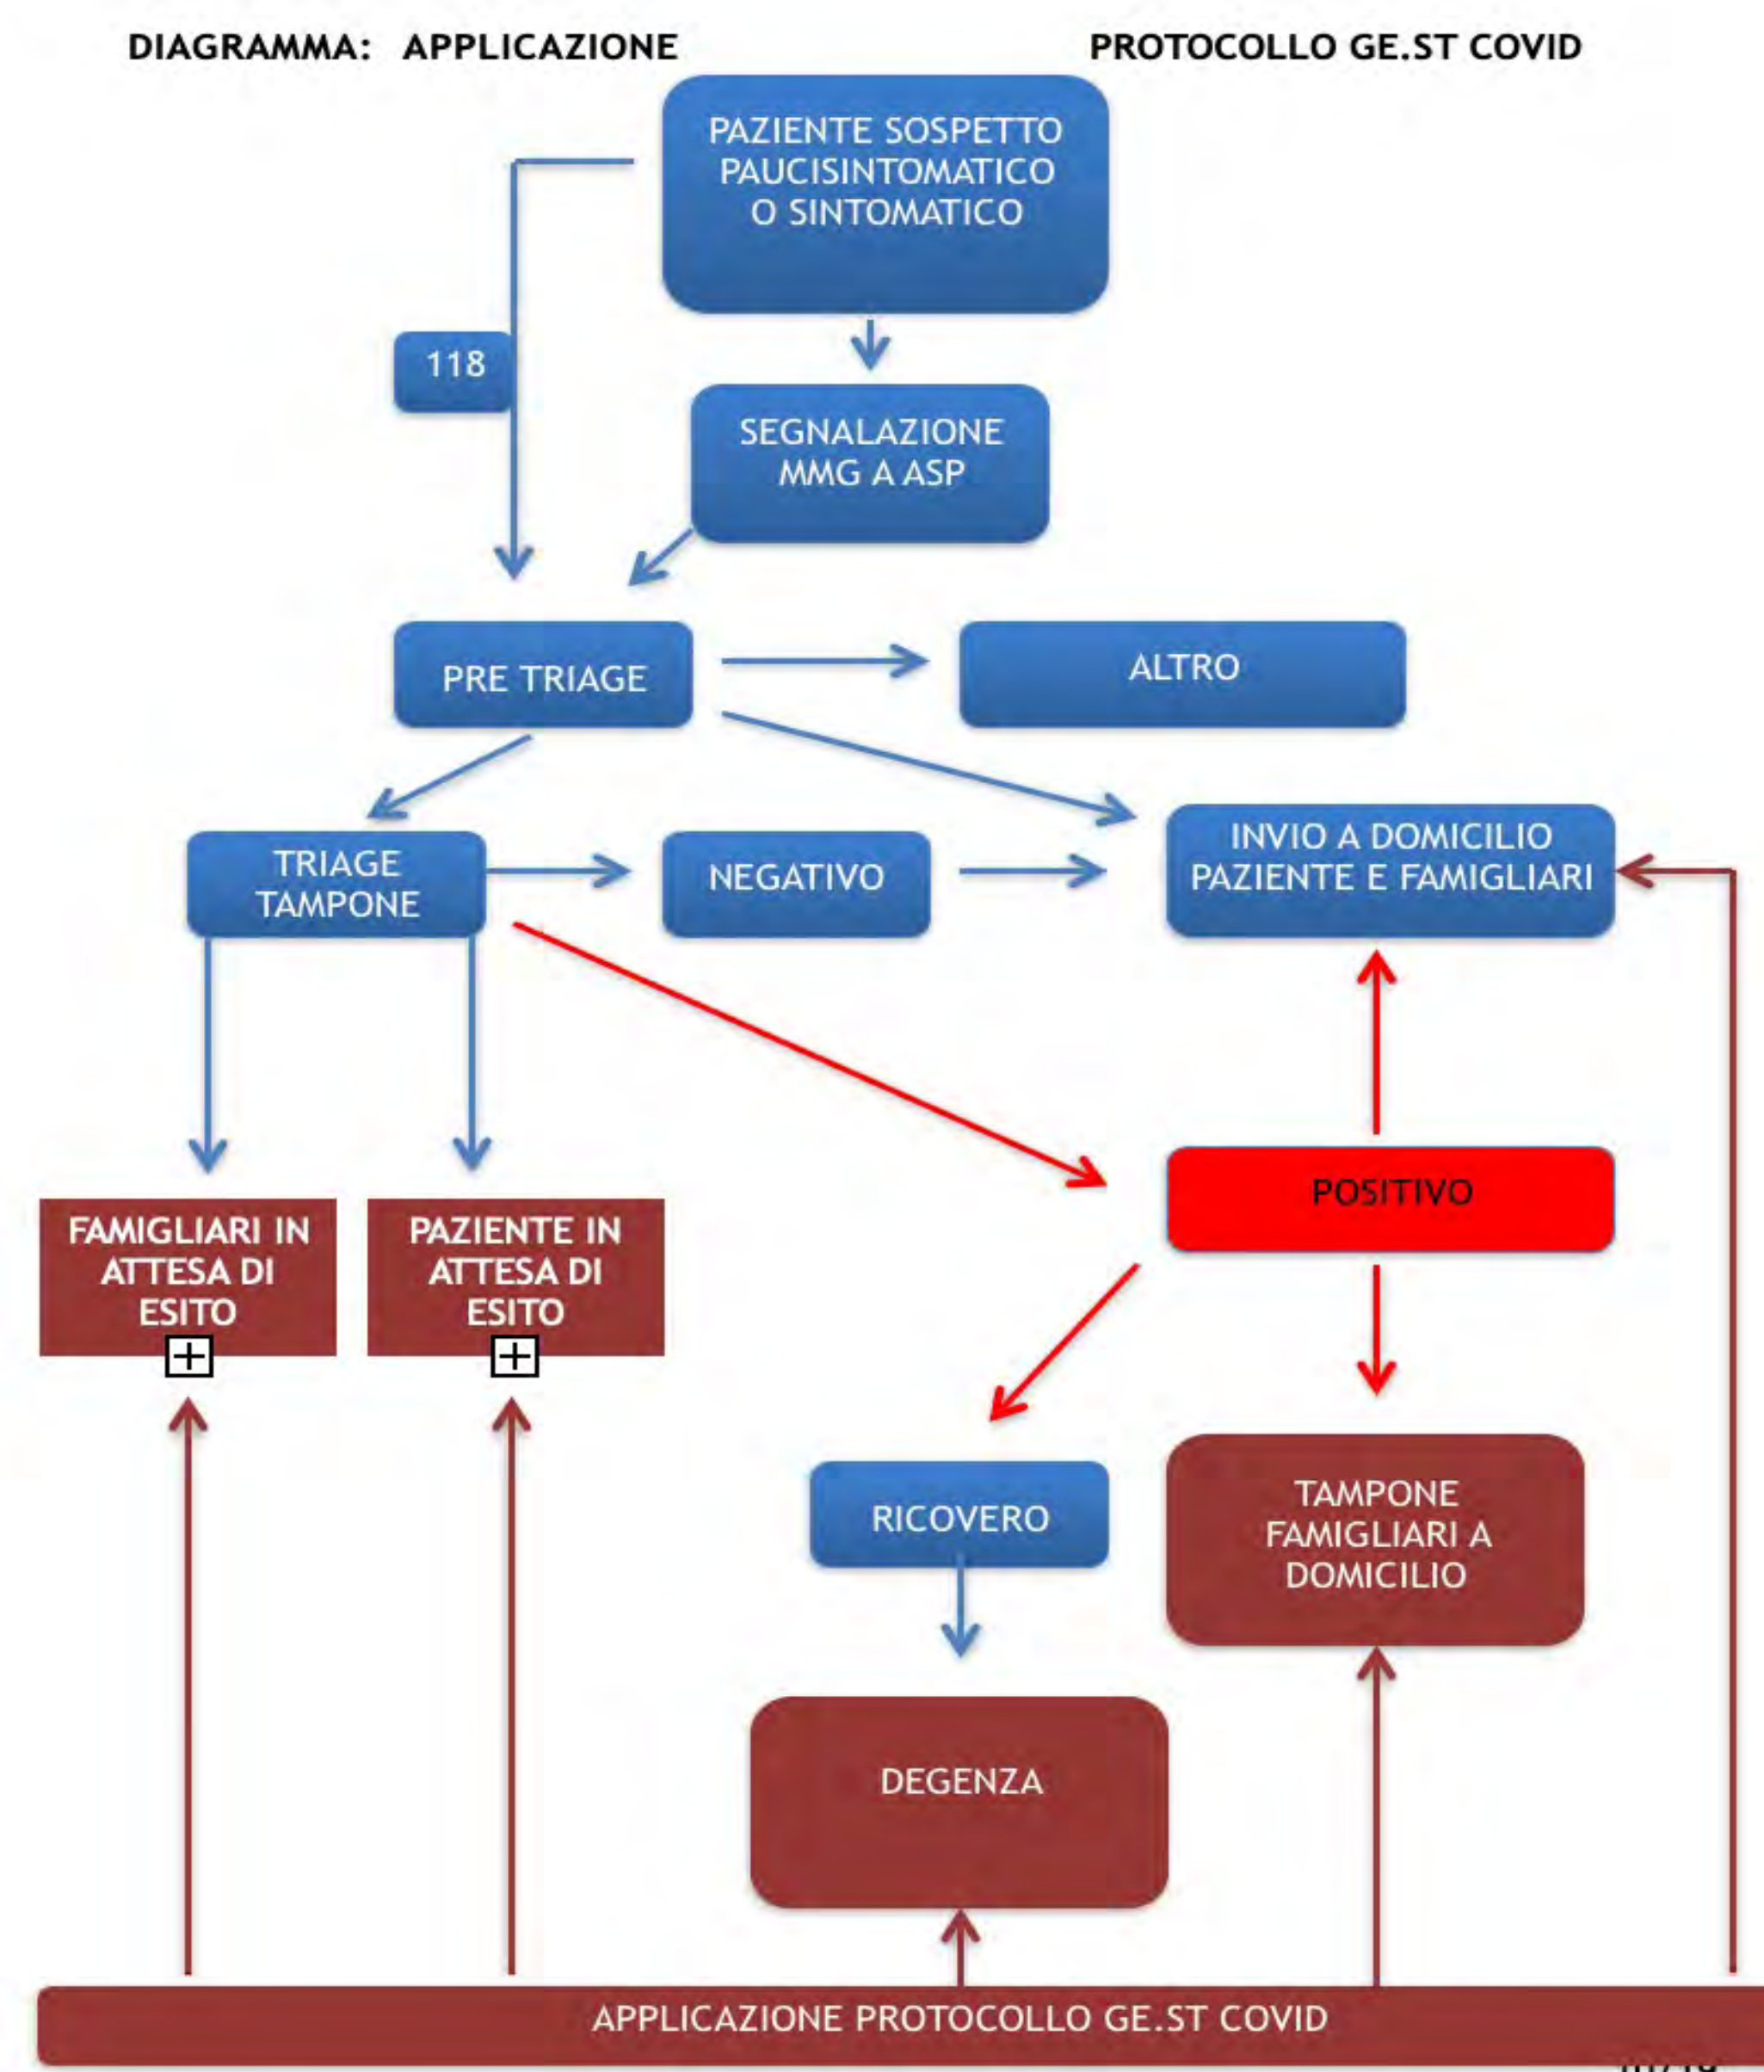 DIAGRAMMA: APPLICAZIONE PROTOCOLLO GE.ST COVID
PAZIENTE SOSPETTO
PAUCISINTOMATICO
O SINTOMATICO
118
SEGNALAZIONE
MMG A ASP
PRE TRIAGE
ALTRO
TRIAGE
TAMPONE
NEGATIVO
INVIO A DOMICILIO
PAZIENTE E FAMIGLIARI
POSITIVO
FAMIGLIARI IN
ATTESA DI
ESITO
PAZIENTE IN
ATTESA DI
ESITO
RICOVERO
TAMPONE
FAMIGLIARI A
DOMICILIO
DEGENZA
APPLICAZIONE PROTOCOLLO GE.ST COVID